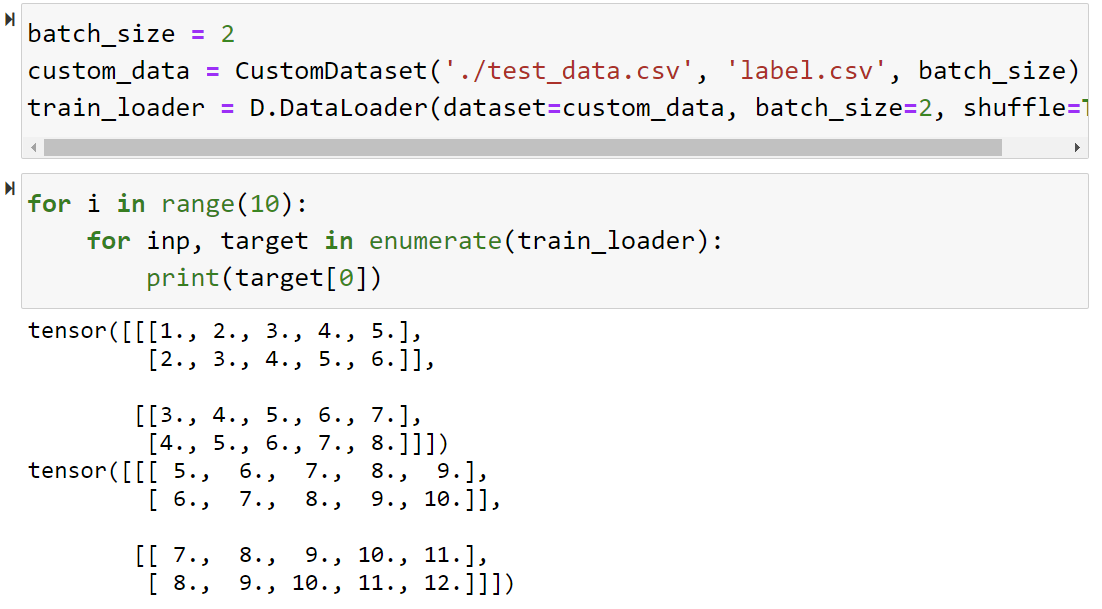 batch_size = 2
custom_data = CustomDataset('./test_data.csv', 'label.csv', batch_size)
train_loader = D.DataLoader(dataset=custom_data, batch_size=2, shuffle=
for i in range(10):
    for inp, target in enumerate(train_loader):
        print(target[0])
tensor([[[1., 2., 3., 4., 5.],
         [2., 3., 4., 5., 6.]],
        [[3., 4., 5., 6., 7.],
         [4., 5., 6., 7., 8.]]])
tensor([[[ 5.,  6.,  7.,  8.,  9.],
         [ 6.,  7.,  8.,  9., 10.]],
        [[ 7.,  8.,  9., 10., 11.],
         [ 8.,  9., 10., 11., 12.]]])